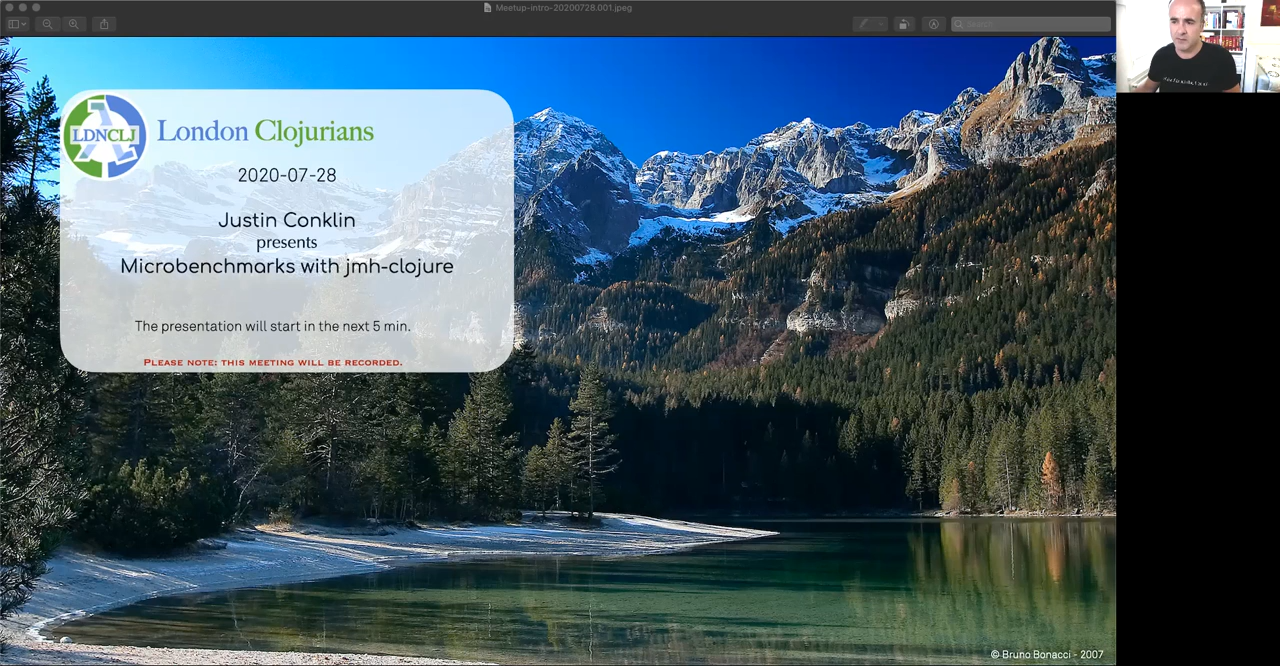 Meetup-intro-20200728.001.jpeg
Search
LDNCLJ
London Clojurians
2020-07-28
Justin Conklin
presents
Microbenchmarks with jmh-clojure
The presentation will start in the next 5 min.
Please note: this meeting will be recorded.
© Bruno Bonacci - 2007